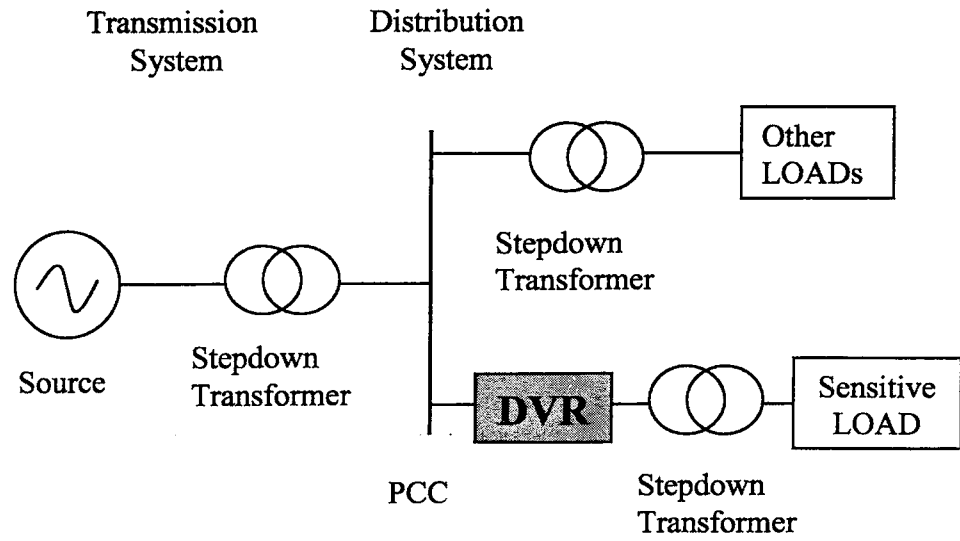 Transmission
System
Distribution
System
Other
LOADs
Stepdown
Transformer
Source
Stepdown
Transformer
DVR
Sensitive
LOAD
PCC
Stepdown
Transformer